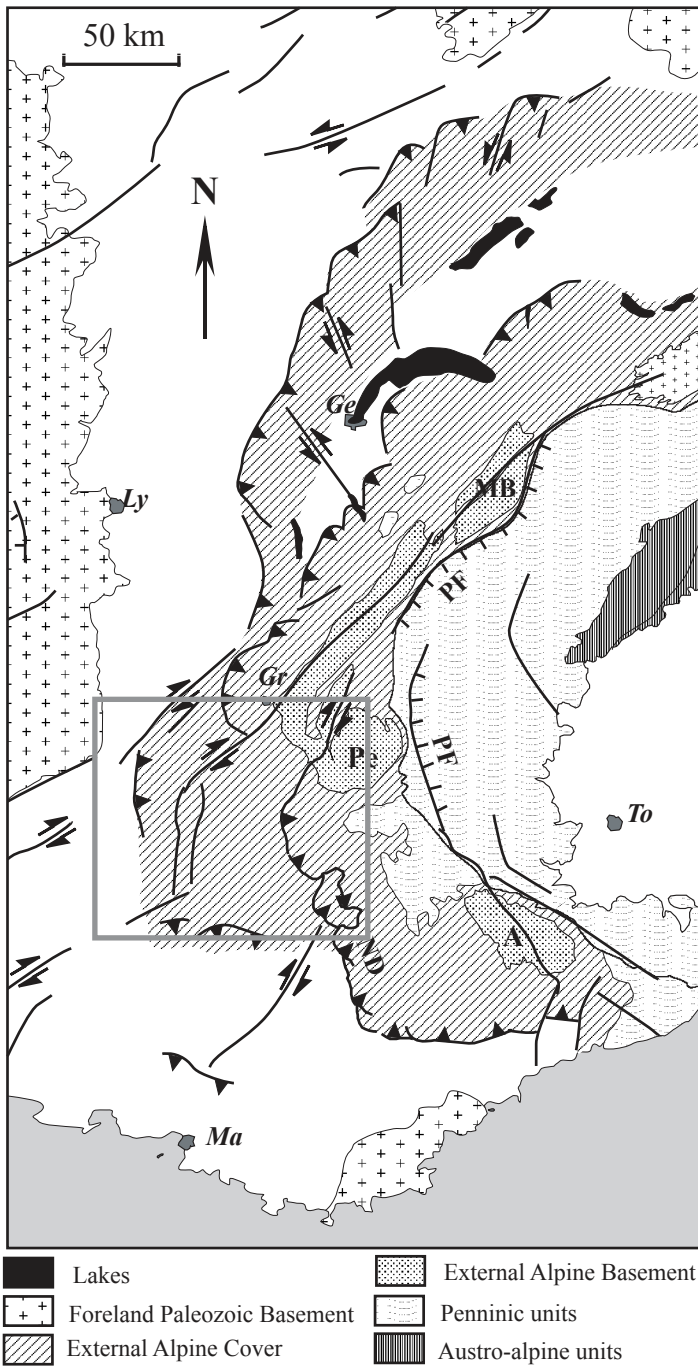 50 km
N
Ge
Ly
MB
PF
Gr
Pe
PF
To
A
ND
Ma
Lakes
External Alpine Basement
Foreland Paleozoic Basement
Penninic units
External Alpine Cover
Austro-alpine units